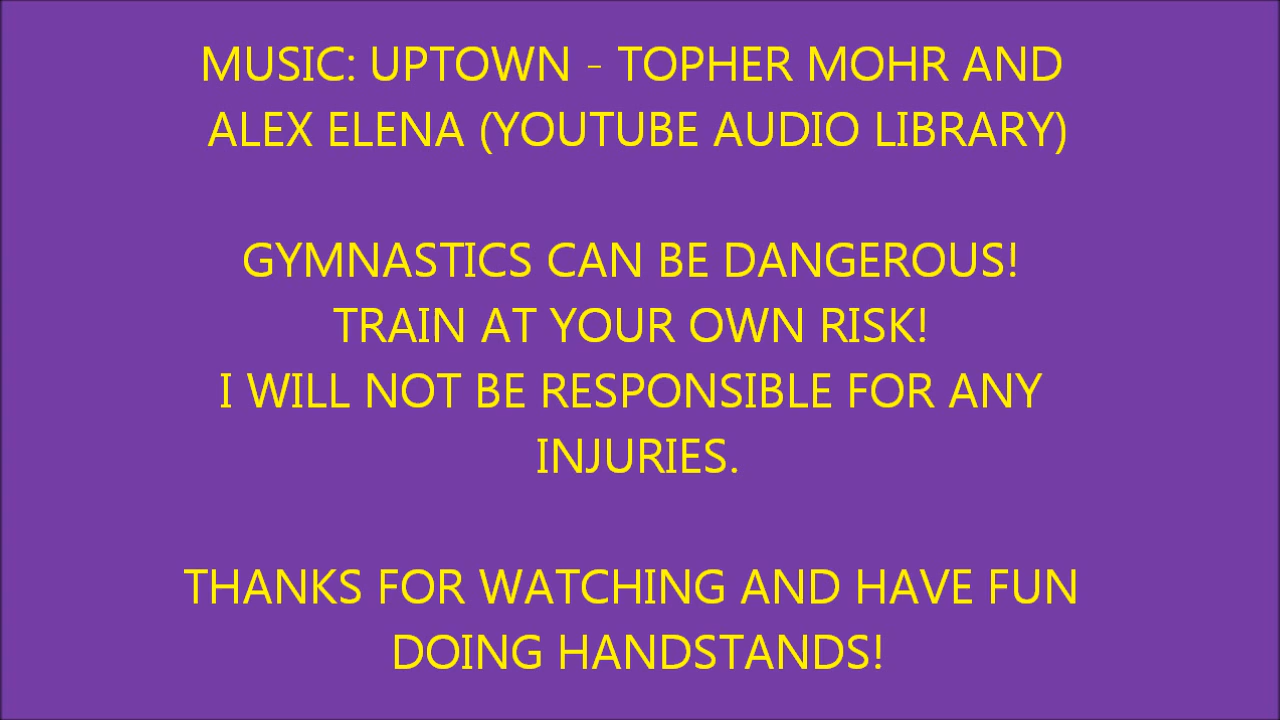 MUSIC: UPTOWN - TOPHER MOHR AND
ALEX ELENA (YOUTUBE AUDIO LIBRARY)
GYMNASTICS CAN BE DANGEROUS!
TRAIN AT YOUR OWN RISK!
I WILL NOT BE RESPONSIBLE FOR ANY
INJURIES.
THANKS FOR WATCHING AND HAVE FUN
DOING HANDSTANDS!